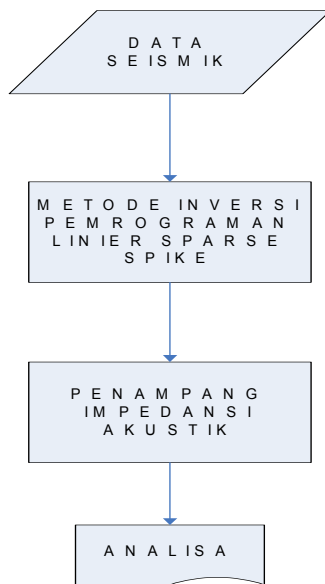 DATA
SEISMIK
METODE INVERSI
PEMROGRAMAN
LINIER SPARSE
SPIKE
PENAMPANG
IMPEDANSI
AKUSTIK
ANALISA